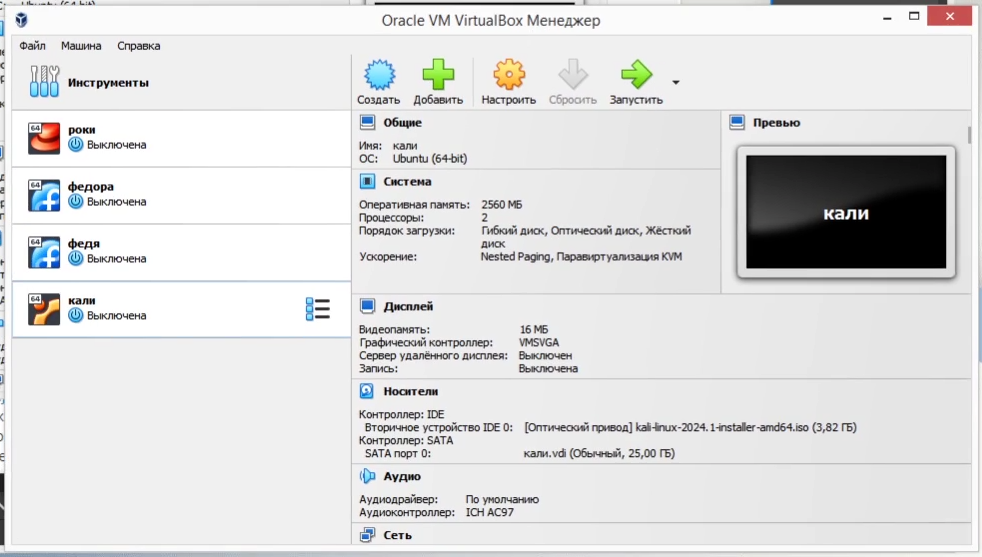 Oracle VM VirtualBox Менеджер
Файл Машина Справка
Инструменты
Создать Добавить Настроить Сбросить Запустить
64 роки
Выключена
64 федора
Выключена
64 федя
Выключена
64 кали
Выключена
Общие
Имя: кали
ОС: Ubuntu (64-bit)
Система
Оперативная память: 2560 МБ
Процессоры: 2
Порядок загрузки: Гибкий диск, Оптический диск, Жёсткий
диск
Ускорение: Nested Paging, Паравиртуализация KVM
Превью
кали
Дисплей
Видеопамять: 16 МБ
Графический контроллер: VMSVGA
Сервер удалённого дисплея: Выключен
Запись: Выключена
Носители
Контроллер: IDE
Вторичное устройство IDE 0: [Оптический привод] kali-linux-2024.1-installer-amd64.iso (3,82 ГБ)
Контроллер: SATA
SATA порт 0: кали.vdi (Обычный, 25,00 ГБ)
Аудио
Аудиодрайвер: По умолчанию
Аудиоконтроллер: ICH AC97
Сеть